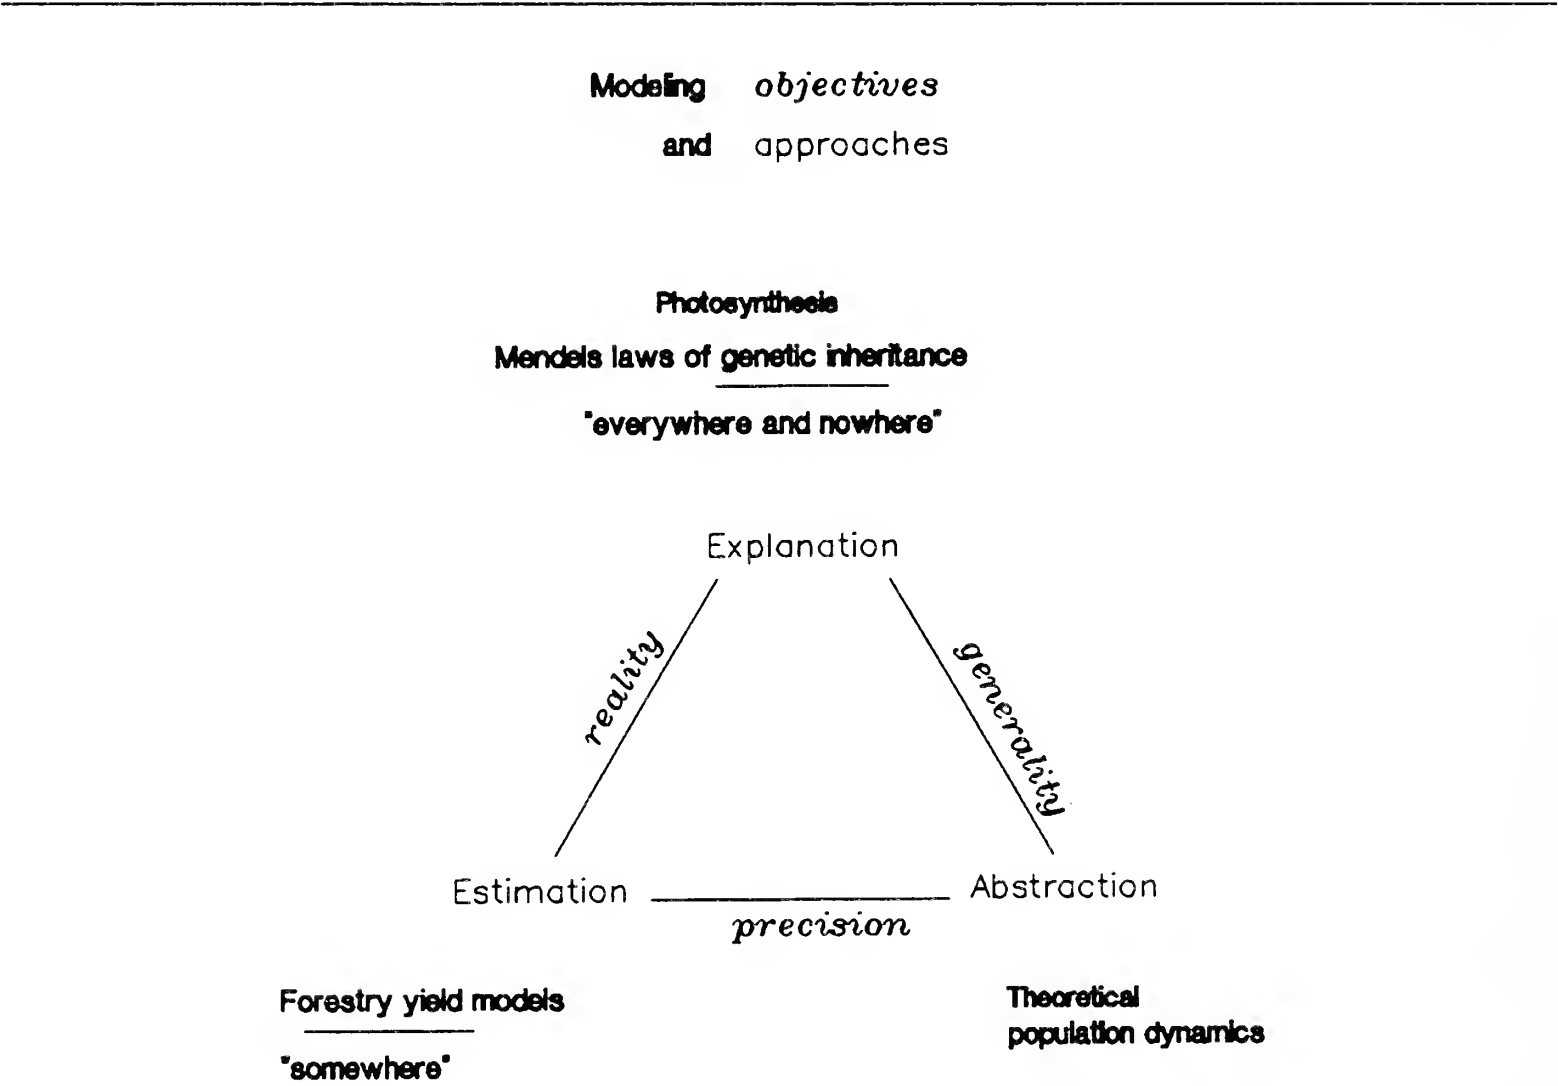 Modeling objectives
and approaches
Photosynthesis
Mendels laws of genetic inheritance
"everywhere and nowhere"
Explanation
reality
generality
Estimation
Abstraction
precision
Forestry yield models
"somewhere"
Theoretical
population dynamics